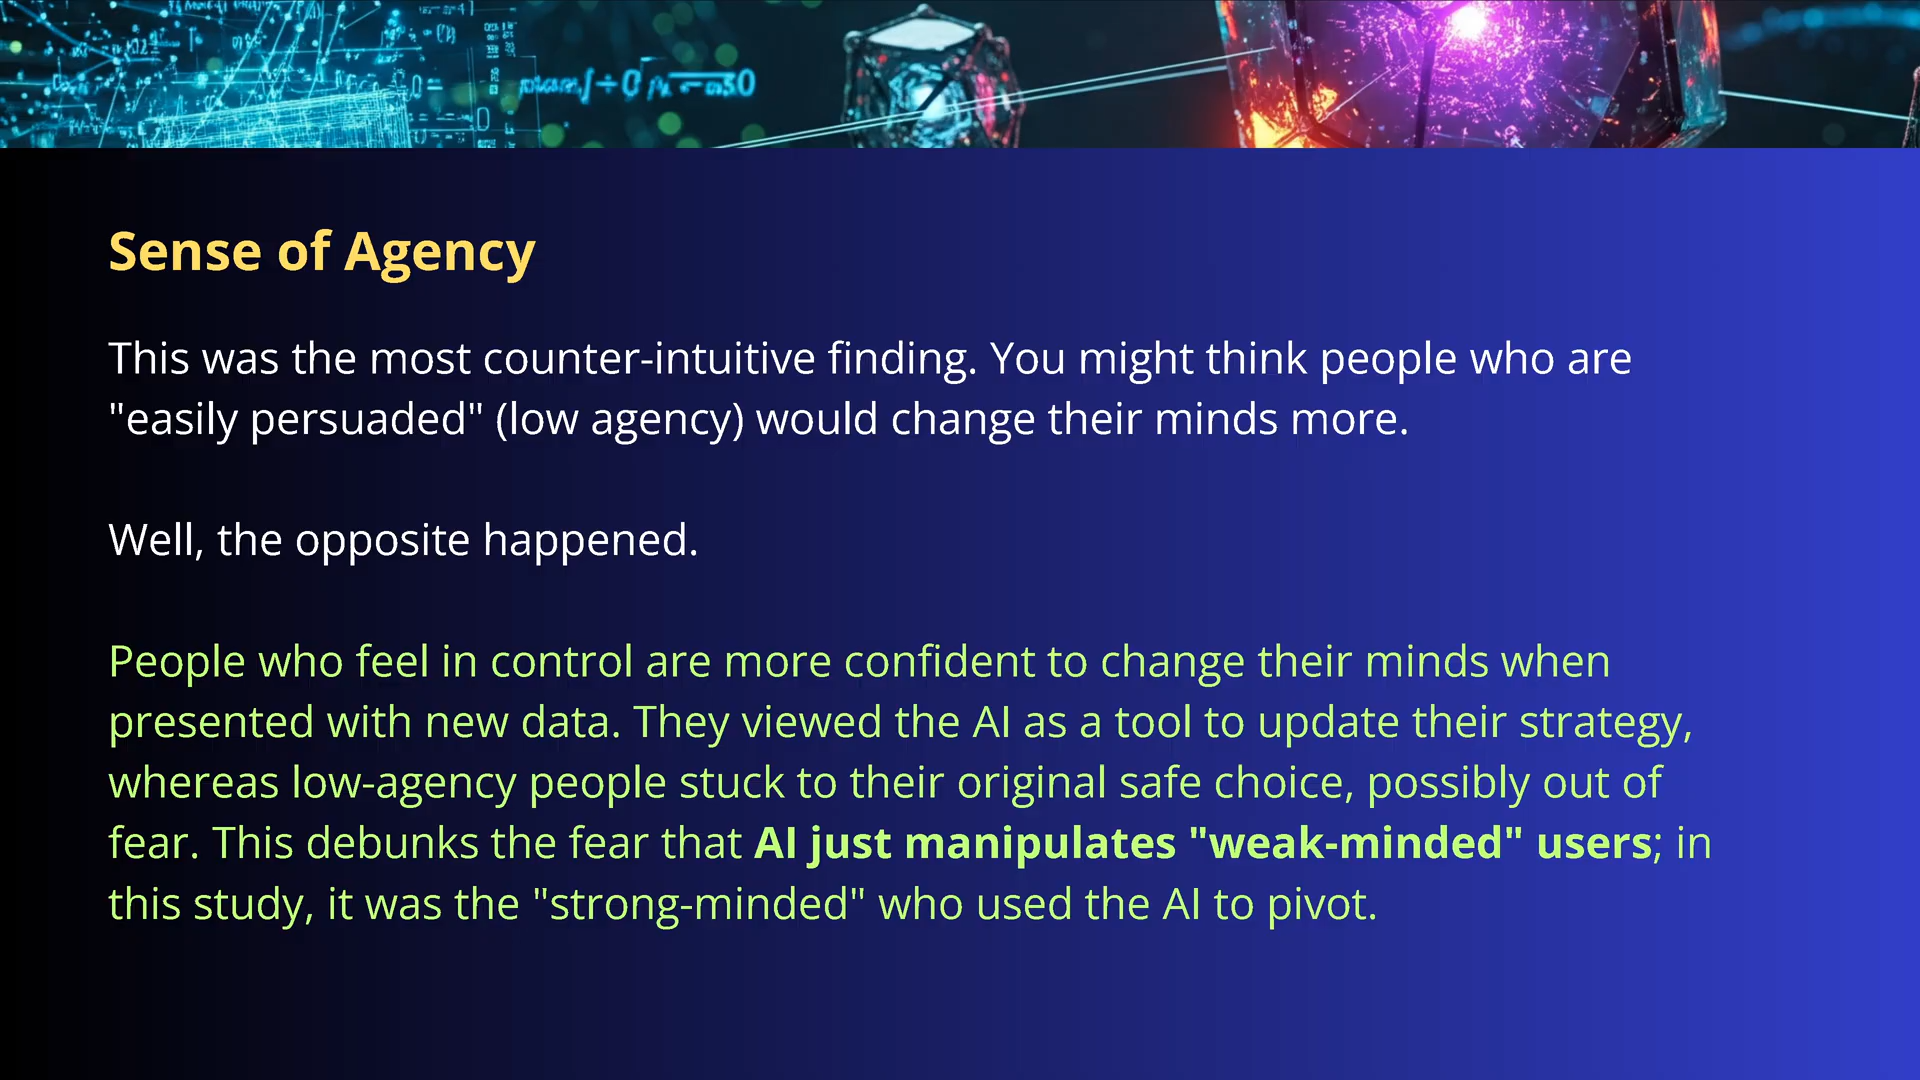 Sense of Agency
This was the most counter-intuitive finding. You might think people who are
"easily persuaded" (low agency) would change their minds more.
Well, the opposite happened.
People who feel in control are more confident to change their minds when
presented with new data. They viewed the AI as a tool to update their strategy,
whereas low-agency people stuck to their original safe choice, possibly out of
fear. This debunks the fear that AI just manipulates "weak-minded" users; in
this study, it was the "strong-minded" who used the AI to pivot.